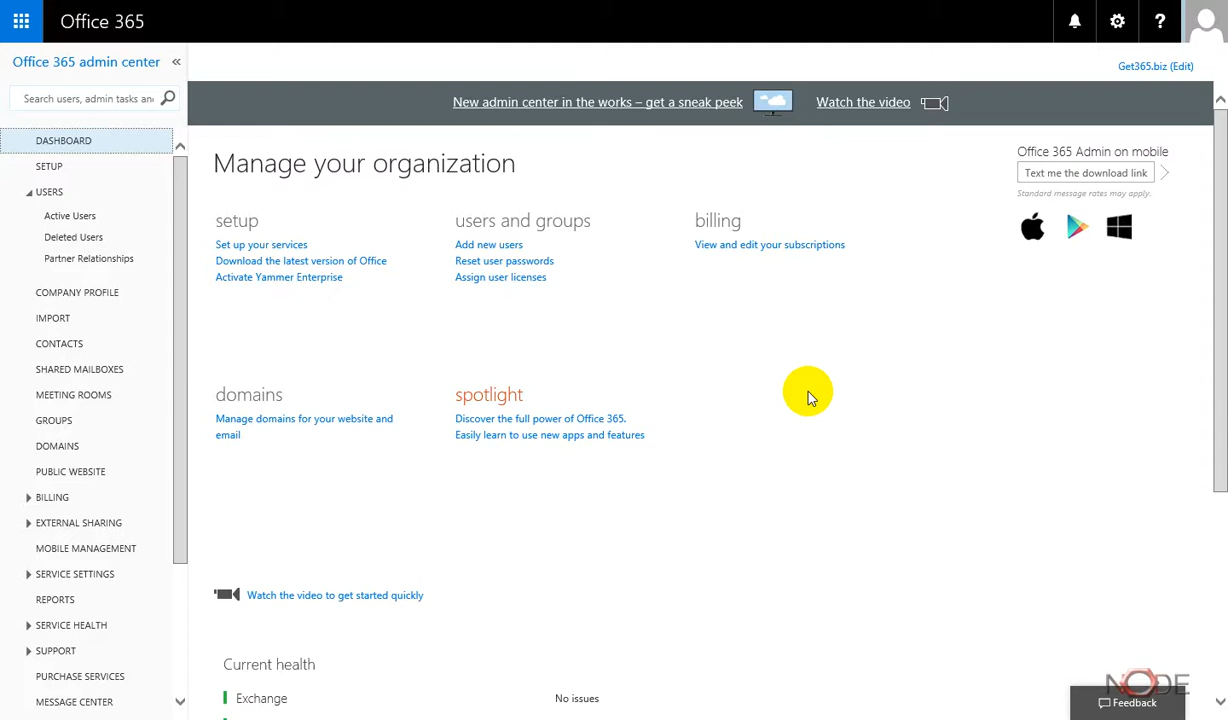 Office 365
?
Office 365 admin center «
Get365.biz (Edit)
Search users, admin tasks an
New admin center in the works – get a sneak peek
Watch the video
DASHBOARD
SETUP
USERS
Active Users
Deleted Users
Partner Relationships
COMPANY PROFILE
IMPORT
CONTACTS
SHARED MAILBOXES
MEETING ROOMS
GROUPS
DOMAINS
PUBLIC WEBSITE
BILLING
EXTERNAL SHARING
MOBILE MANAGEMENT
SERVICE SETTINGS
REPORTS
SERVICE HEALTH
SUPPORT
PURCHASE SERVICES
MESSAGE CENTER
Manage your organization
setup
Set up your services
Download the latest version of Office
Activate Yammer Enterprise
users and groups
Add new users
Reset user passwords
Assign user licenses
billing
View and edit your subscriptions
Office 365 Admin on mobile
Text me the download link
Standard message rates may apply.
domains
Manage domains for your website and
email
spotlight
Discover the full power of Office 365.
Easily learn to use new apps and features
Watch the video to get started quickly
Current health
Exchange
No issues
NODE
Feedback